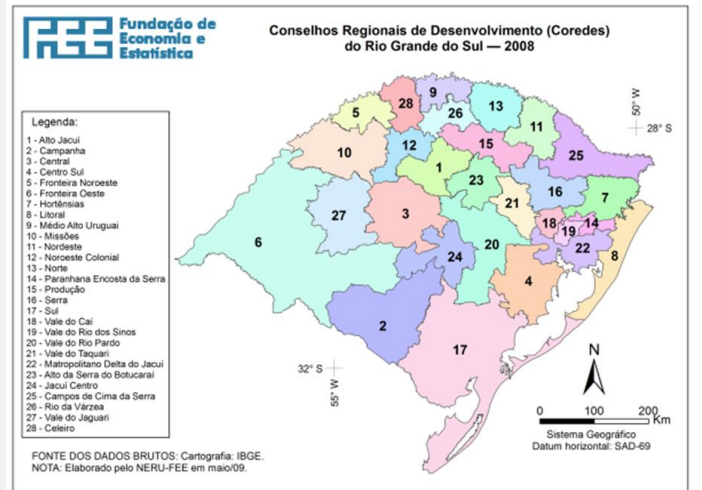 FEE Fundação de
Economia e
Estatística
Conselhos Regionais de Desenvolvimento (Coredes)
do Rio Grande do Sul — 2008
Legenda:
1 - Alto Jacuí
2 - Campanha
3 - Central
4 - Centro Sul
5 - Fronteira Noroeste
6 - Fronteira Oeste
7 - Hortênsias
8 - Litoral
9 - Médio Alto Uruguai
10 - Missões
11 - Nordeste
12 - Noroeste Colonial
13 - Norte
14 - Paranhana Encosta da Serra
15 - Produção
16 - Serra
17 - Sul
18 - Vale do Caí
19 - Vale do Rio dos Sinos
20 - Vale do Rio Pardo
21 - Vale do Taquari
22 - Matropolitano Delta do Jacuí
23 - Alto da Serra do Botucaraí
24 - Jacuí Centro
25 - Campos de Cima da Serra
26 - Rio da Várzea
27 - Vale do Jaguari
28 - Celeiro
9
28
26
13
5
11
50° W
28° S
12
15
10
25
1
23
16
7
21
27
3
18
14
19
6
20
22
24
8
4
2
17
32° S
55° W
N
0 100 200 Km
Sistema Geográfico
Datum horizontal: SAD-69
FONTE DOS DADOS BRUTOS: Cartografia: IBGE.
NOTA: Elaborado pelo NERU-FEE em maio/09.